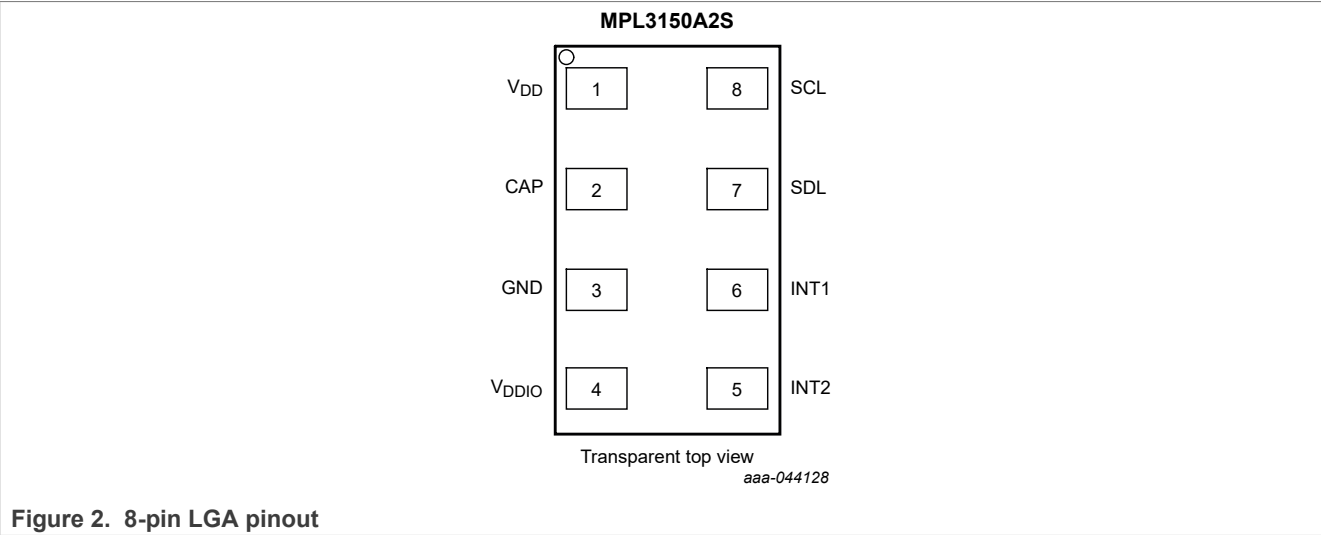 MPL3150A2S
VDD 1 8 SCL
CAP 2 7 SDL
GND 3 6 INT1
VDDIO 4 5 INT2
Transparent top view
aaa-044128
Figure 2. 8-pin LGA pinout